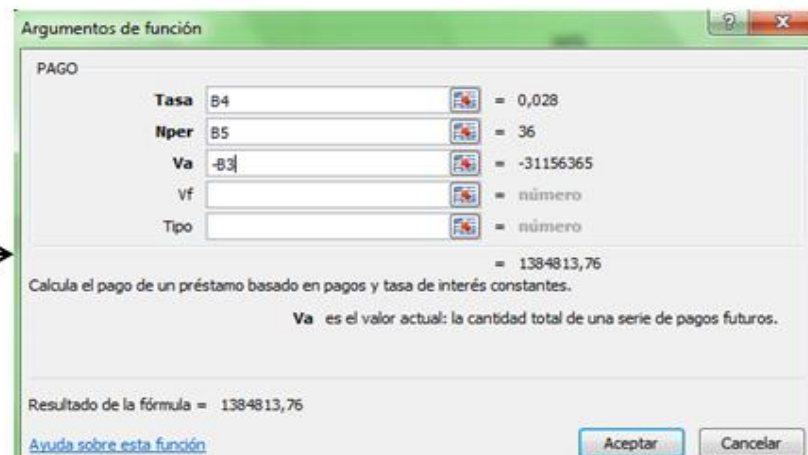 Argumentos de función
PAGO
Tasa B4 = 0,028
Nper B5 = 36
Va -B3 = -31156365
Vf = número
Tipo = número
= 1384813,76
Calcula el pago de un préstamo basado en pagos y tasa de interés constantes.
Va es el valor actual: la cantidad total de una serie de pagos futuros.
Resultado de la fórmula = 1384813,76
Ayuda sobre esta función Aceptar Cancelar